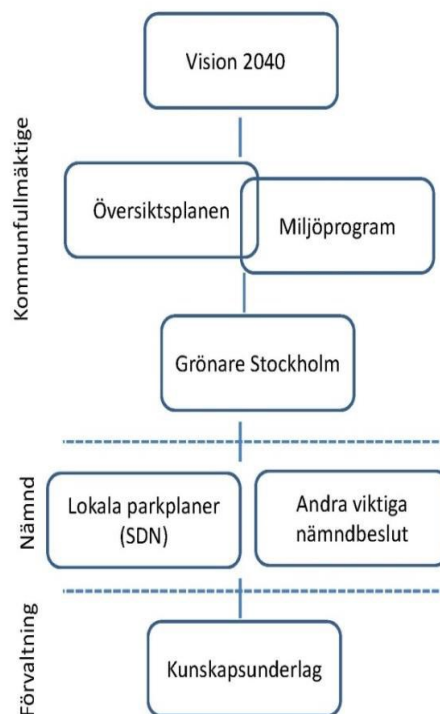 Kommunfullmäktige
Vision 2040
Översiktsplanen
Miljöprogram
Grönare Stockholm
Nämnd
Lokala parkplaner
(SDN)
Andra viktiga
nämndbeslut
Förvaltning
Kunskapsunderlag